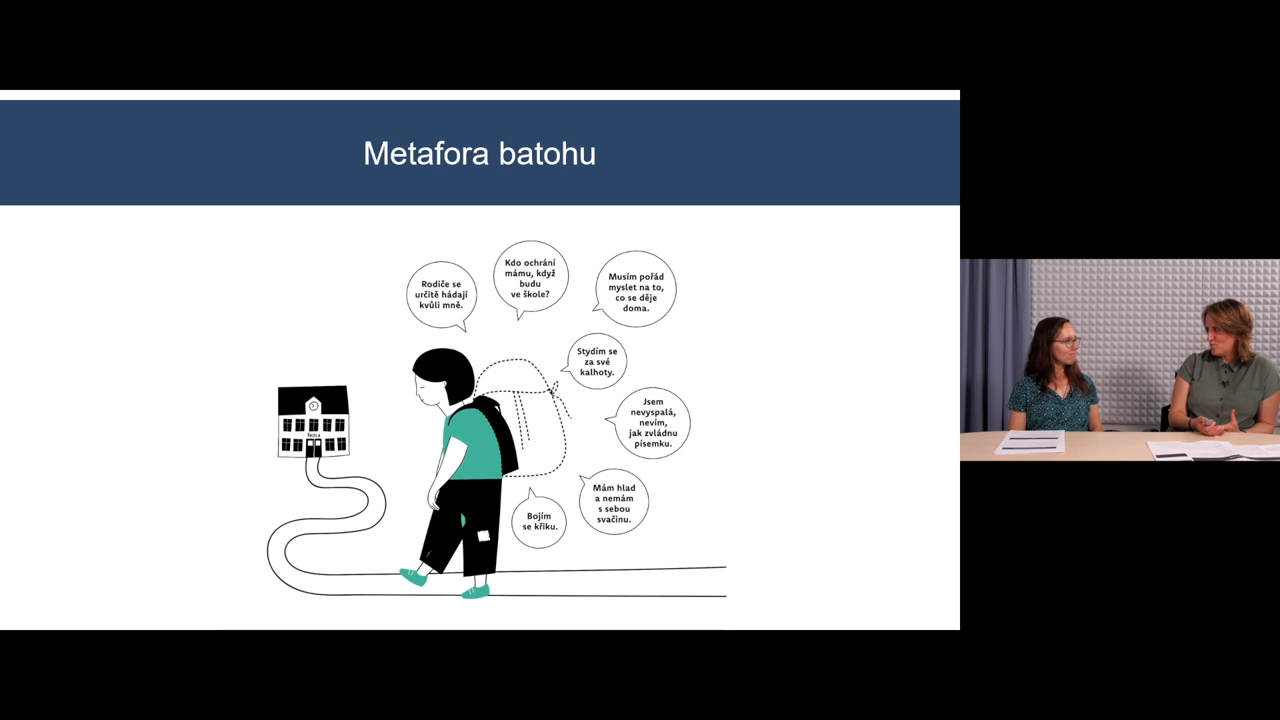 Metafora batohu
Rodiče se
určitě hádají
kvůli mně.
Kdo ochrání
mámu, když
budu
ve škole?
Musím pořád
myslet na to,
co se děje
doma.
Stydím se
za své
kalhoty.
Jsem
nevyspalá,
nevím,
jak zvládnu
písemku.
Mám hlad
a nemám
s sebou
svačinu.
Bojím
se křiku.
ŠKOLA